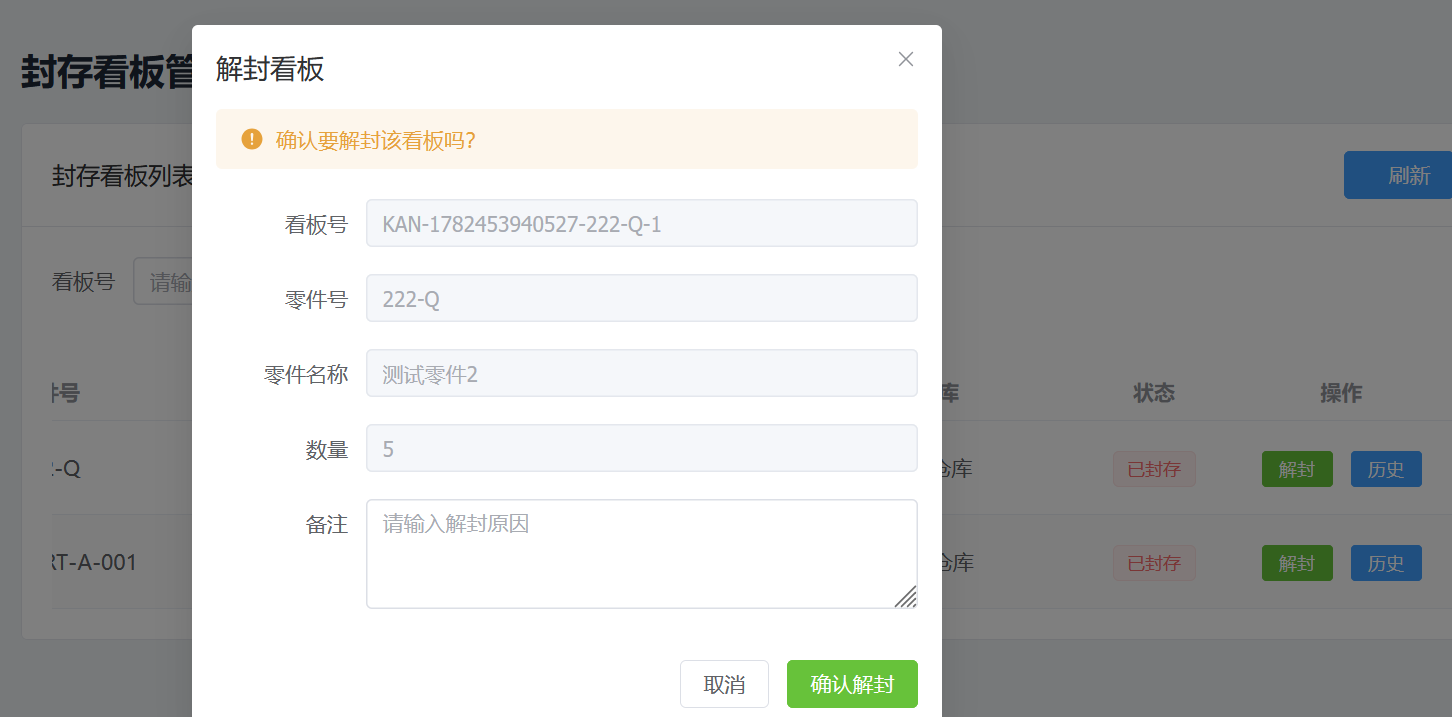 封存看板管
解封看板
确认要解封该看板吗?
封存看板列表
刷新
看板号
KAN-1782453940527-222-Q-1
看板号
请输
零件号
222-Q
零件名称
测试零件2
号
库
状态
操作
数量
5
-Q
仓库
已封存
解封
历史
备注
请输入解封原因
T-A-001
仓库
已封存
解封
历史
取消
确认解封